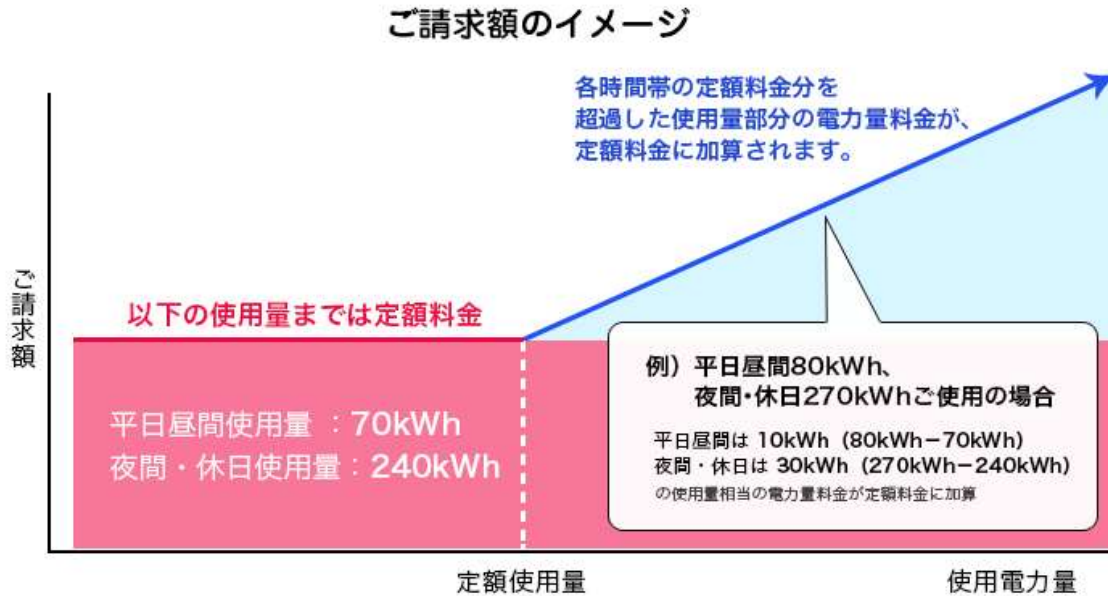 ご請求額のイメージ
各時間帯の定額料金分を
超過した使用量部分の電力量料金が、
定額料金に加算されます。
ご請求額
以下の使用量までは定額料金
平日昼間使用量 ：70kWh
夜間・休日使用量：240kWh
例）平日昼間80kWh、
夜間・休日270kWhご使用の場合
平日昼間は 10kWh（80kWh−70kWh）
夜間・休日は 30kWh（270kWh−240kWh）
の使用量相当の電力量料金が定額料金に加算
定額使用量
使用電力量